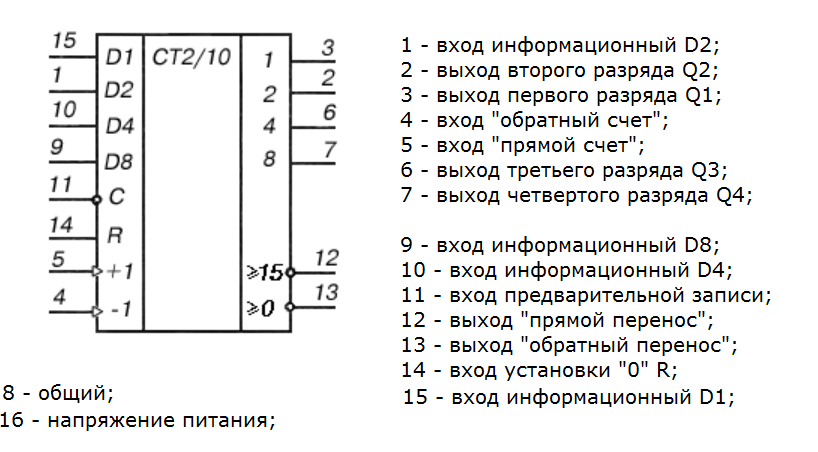 15 D1 CT2/10 1 3
1 D2 2 2
10 D4 4 6
9 D8 8 7
11 C
14 R
5 +1 ≥15 12
4 -1 ≥0 13
8 - общий;
16 - напряжение питания;
1 - вход информационный D2;
2 - выход второго разряда Q2;
3 - выход первого разряда Q1;
4 - вход "обратный счет";
5 - вход "прямой счет";
6 - выход третьего разряда Q3;
7 - выход четвертого разряда Q4;
9 - вход информационный D8;
10 - вход информационный D4;
11 - вход предварительной записи;
12 - выход "прямой перенос";
13 - выход "обратный перенос";
14 - вход установки "0" R;
15 - вход информационный D1;